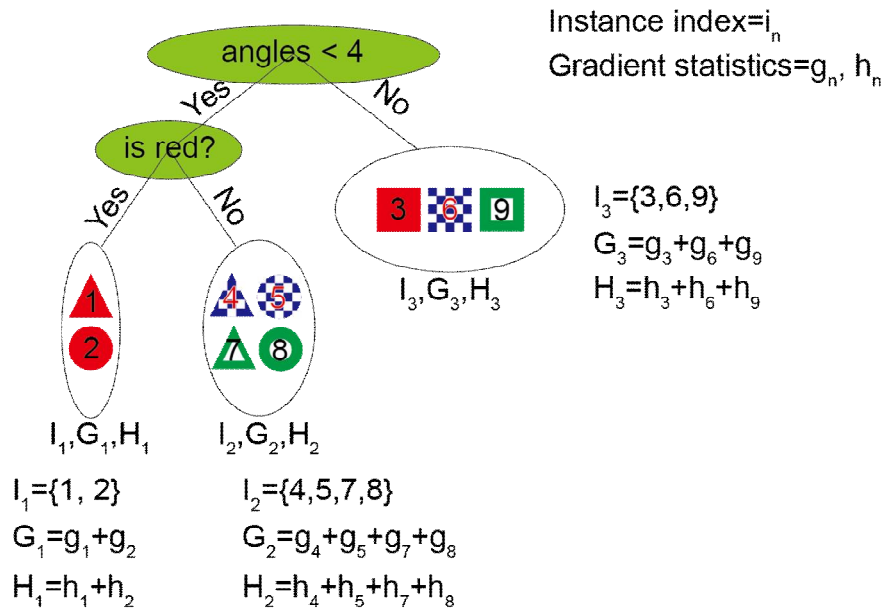 angles < 4
Instance index=iₙ
Gradient statistics=gₙ, hₙ
Yes
No
is red?
3 6 9
I₃={3,6,9}
G₃=g₃+g₆+g₉
H₃=h₃+h₆+h₉
I₃,G₃,H₃
Yes
No
1
2
4 5
7 8
I₁,G₁,H₁
I₂,G₂,H₂
I₁={1, 2}
G₁=g₁+g₂
H₁=h₁+h₂
I₂={4,5,7,8}
G₂=g₄+g₅+g₇+g₈
H₂=h₄+h₅+h₇+h₈